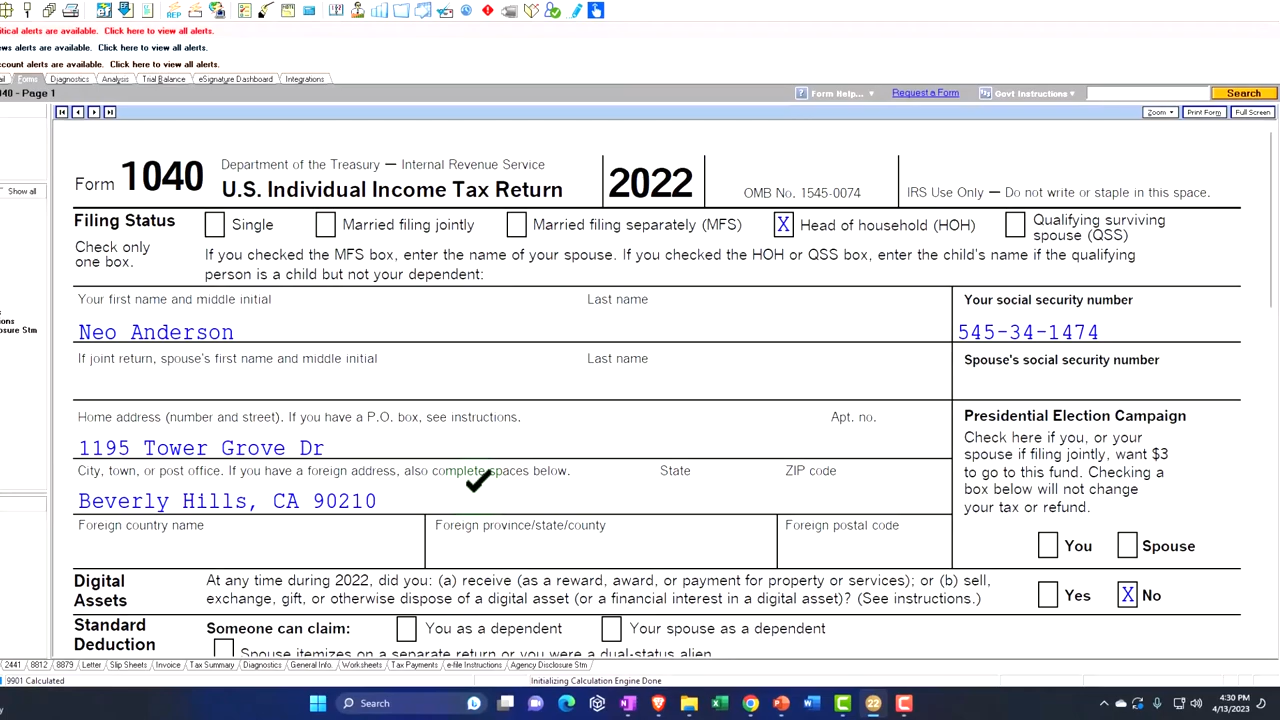 REP
itical alerts are available. Click here to view all alerts.
ews alerts are available. Click here to view all alerts.
ccount alerts are available. Click here to view all alerts.
Forms Diagnostics Analysis Trial Balance eSignature Dashboard Integrations
040 - Page 1 Form Help... Request a Form Govt Instructions Search
Zoom Print Form Full Screen
Show all
Form 1040 Department of the Treasury — Internal Revenue Service
U.S. Individual Income Tax Return
2022 OMB No. 1545-0074 IRS Use Only — Do not write or staple in this space.
Filing Status Single Married filing jointly Married filing separately (MFS) X Head of household (HOH) Qualifying surviving spouse (QSS)
Check only one box.
If you checked the MFS box, enter the name of your spouse. If you checked the HOH or QSS box, enter the child's name if the qualifying
person is a child but not your dependent:
Your first name and middle initial Last name Your social security number
Neo Anderson 545-34-1474
If joint return, spouse's first name and middle initial Last name Spouse's social security number
Home address (number and street). If you have a P.O. box, see instructions. Apt. no.
1195 Tower Grove Dr
City, town, or post office. If you have a foreign address, also complete spaces below. State ZIP code
Beverly Hills, CA 90210
Foreign country name Foreign province/state/county Foreign postal code
Presidential Election Campaign
Check here if you, or your
spouse if filing jointly, want $3
to go to this fund. Checking a
box below will not change
your tax or refund.
You Spouse
Digital Assets
At any time during 2022, did you: (a) receive (as a reward, award, or payment for property or services); or (b) sell,
exchange, gift, or otherwise dispose of a digital asset (or a financial interest in a digital asset)? (See instructions.)
Yes X No
Standard Deduction
Someone can claim: You as a dependent Your spouse as a dependent
Spouse itemizes on a separate return or you were a dual-status alien
2441 8812 8879 Letter Slip Sheets Invoice Tax Summary Diagnostics General Info. Worksheets Tax Payments e-file Instructions Agency Disclosure Stm
9901 Calculated Initializing Calculation Engine Done
Search 22 4:30 PM
4/13/2023